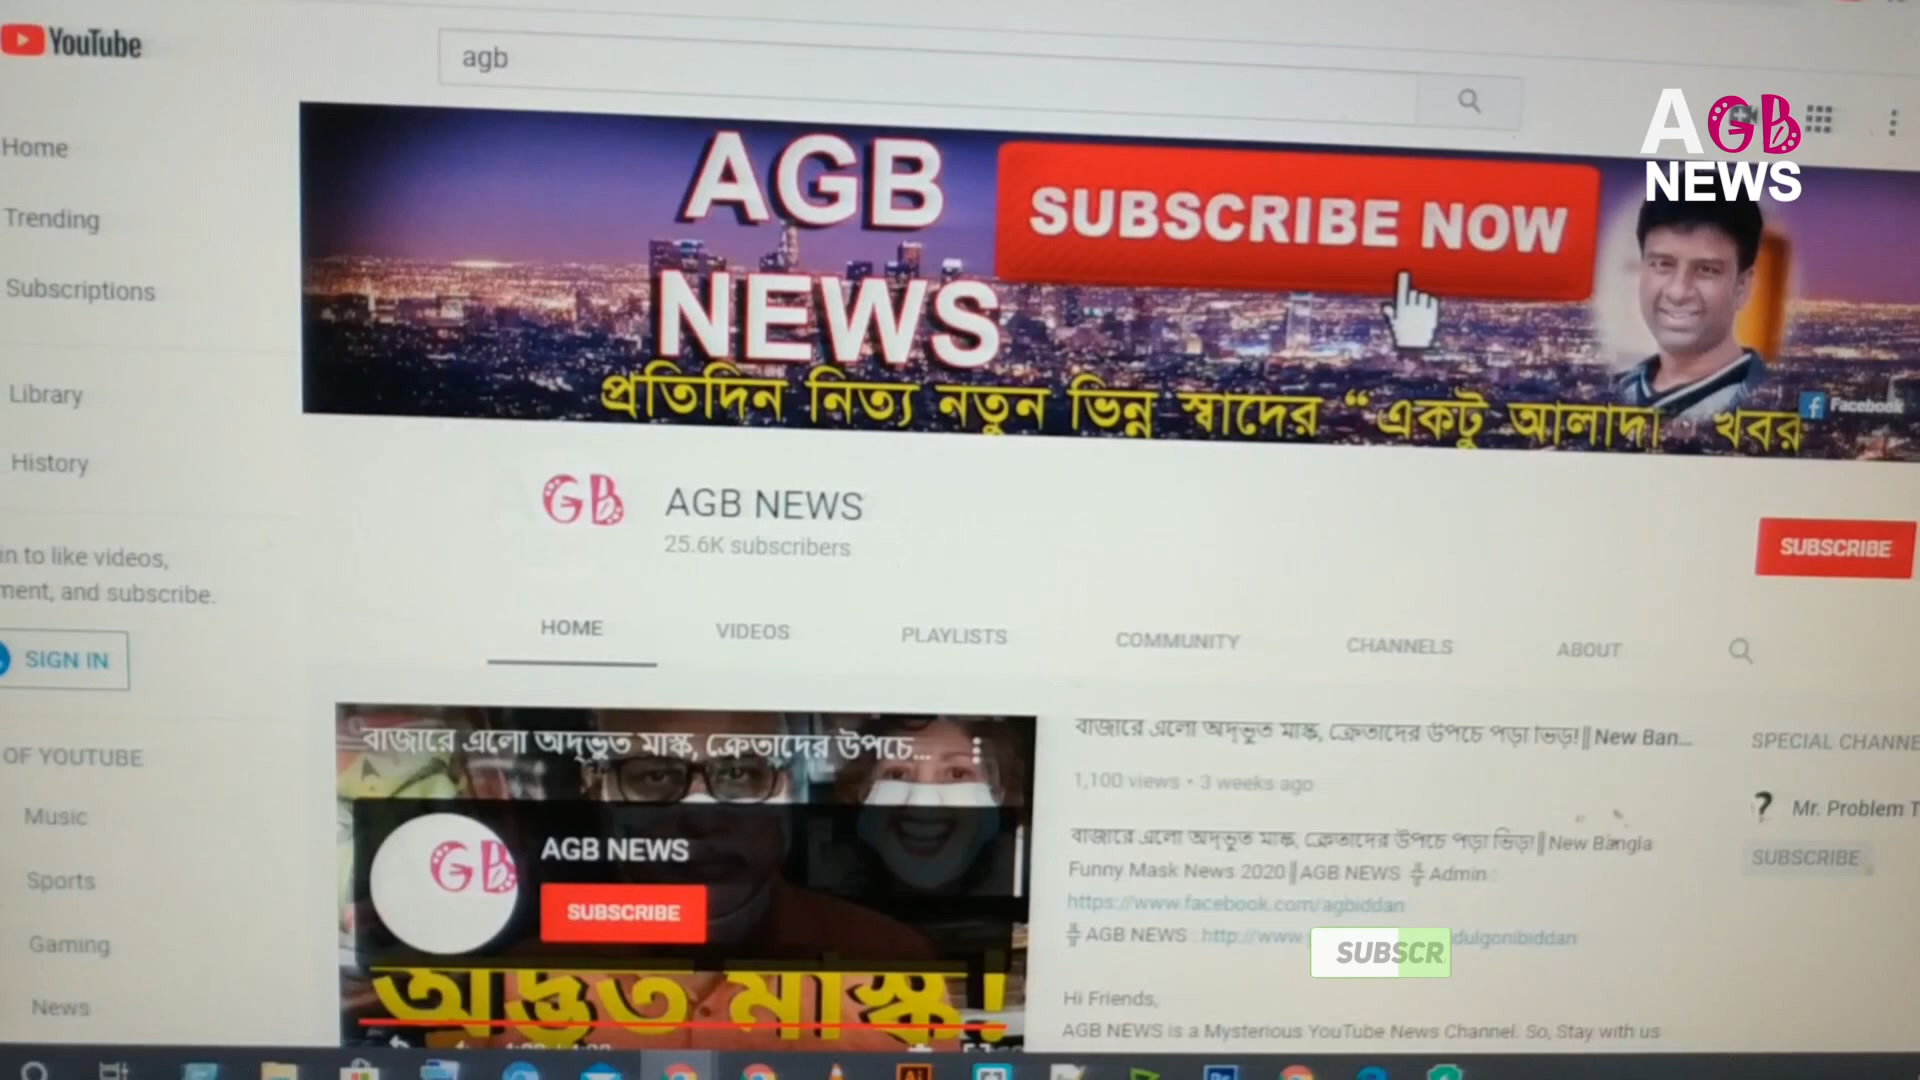 YouTube
agb
A GB
NEWS
Home
Trending
Subscriptions
Library
History
in to like videos,
ment, and subscribe.
SIGN IN
OF YOUTUBE
Music
Sports
Gaming
News
AGB
NEWS
SUBSCRIBE NOW
প্রতিদিন নিত্য নতুন ভিন্ন স্বাদের “একটু আলাদা খবর
Facebook
GB
AGB NEWS
25.6K subscribers
SUBSCRIBE
HOME
VIDEOS
PLAYLISTS
COMMUNITY
CHANNELS
ABOUT
বাজারে এলো অদ্ভুত মাস্ক, ক্রেতাদের উপচে...
GB
AGB NEWS
SUBSCRIBE
অদ্ভুত মাস্ক!
বাজারে এলো অদ্ভুত মাস্ক, ক্রেতাদের উপচে পড়া ভিড়!||New Ban...
1,100 views • 3 weeks ago
বাজারে এলো অদ্ভুত মাস্ক, ক্রেতাদের উপচে পড়া ভিড়!||New Bangla
Funny Mask News 2020||AGB NEWS Admin
https://www.facebook.com/agbiddan
AGB NEWS : http://www. dulgonibiddan
SUBSCR
Hi Friends,
AGB NEWS is a Mysterious YouTube News Channel. So, Stay with us
SPECIAL CHANNE
? Mr. Problem T
SUBSCRIBE